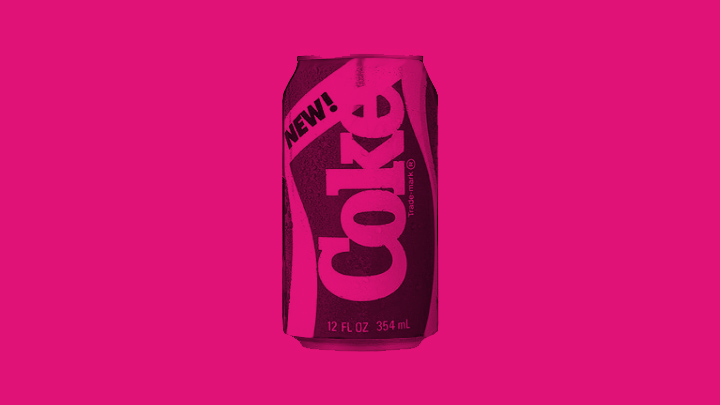 NEW!
Coke
Trade-mark ®
12 FL OZ 354 mL